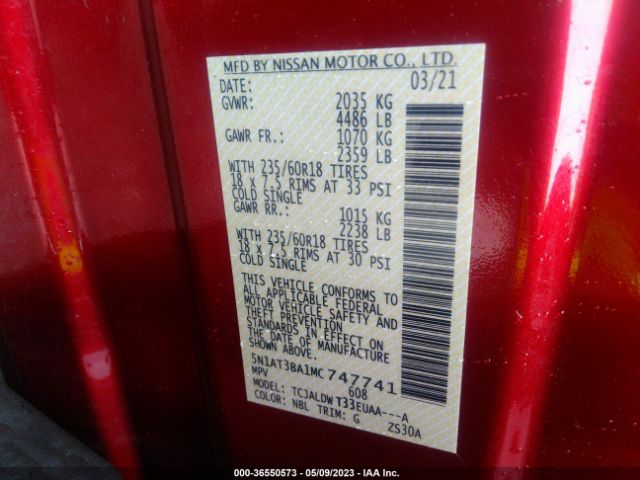 MFD BY NISSAN MOTOR CO., LTD.
DATE: 03/21
GVWR: 2035 KG
4486 LB
GAWR FR.: 1070 KG
2359 LB
WITH 235/60R18 TIRES
18 x 7.5 RIMS AT 33 PSI
COLD SINGLE
GAWR RR.: 1015 KG
2238 LB
WITH 235/60R18 TIRES
18 x 7.5 RIMS AT 30 PSI
COLD SINGLE
THIS VEHICLE CONFORMS TO
ALL APPLICABLE FEDERAL
MOTOR VEHICLE SAFETY AND
THEFT PREVENTION
STANDARDS IN EFFECT ON
THE DATE OF MANUFACTURE
SHOWN ABOVE.
5N1AT3BA1MC747741
MPV 608
MODEL: TCJALDWT33EUAA---A
COLOR: NBL TRIM: G ZS30A
000-36550573 — 05/09/2023 — IAA Inc.